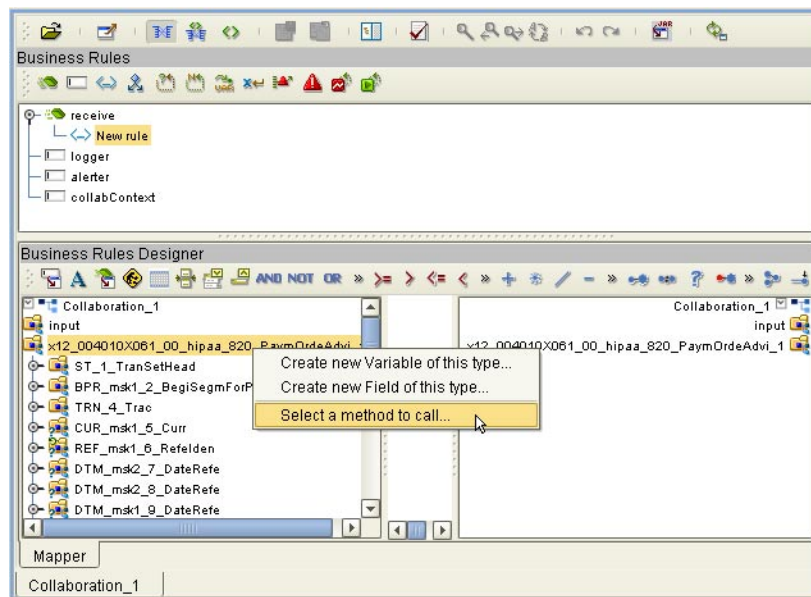 JAR
Business Rules
receive
New rule
logger
alerter
collabContext
Business Rules Designer
A AND NOT OR » >= > <= < » + / - » ? »
Collaboration_1
Collaboration_1
input
input
x12_004010X061_00_hipaa_820_PaymOrdeAdvi_1
x12_004010X061_00_hipaa_820_PaymOrdeAdvi_1
ST_1_TranSetHead
Create new Variable of this type...
BPR_msk1_2_BegiSegmForP
Create new Field of this type...
TRN_4_Trac
Select a method to call...
CUR_msk1_5_Curr
REF_msk1_6_RefeIden
DTM_msk2_7_DateRefe
DTM_msk2_8_DateRefe
DTM_msk1_9_DateRefe
Mapper
Collaboration_1